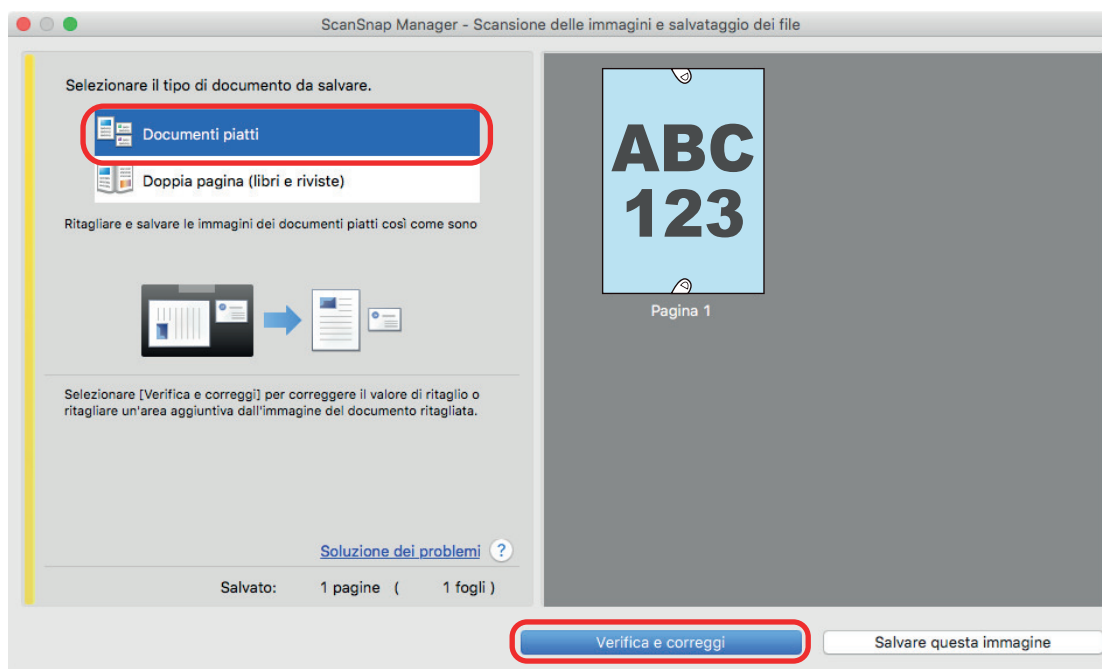 ScanSnap Manager - Scansione delle immagini e salvataggio dei file
Selezionare il tipo di documento da salvare.
Documenti piatti
Doppia pagina (libri e riviste)
Ritagliare e salvare le immagini dei documenti piatti così come sono
Selezionare [Verifica e correggi] per correggere il valore di ritaglio o
ritagliare un'area aggiuntiva dall'immagine del documento ritagliata.
Soluzione dei problemi ?
Salvato: 1 pagine ( 1 fogli )
ABC
123
Pagina 1
Verifica e correggi
Salvare questa immagine